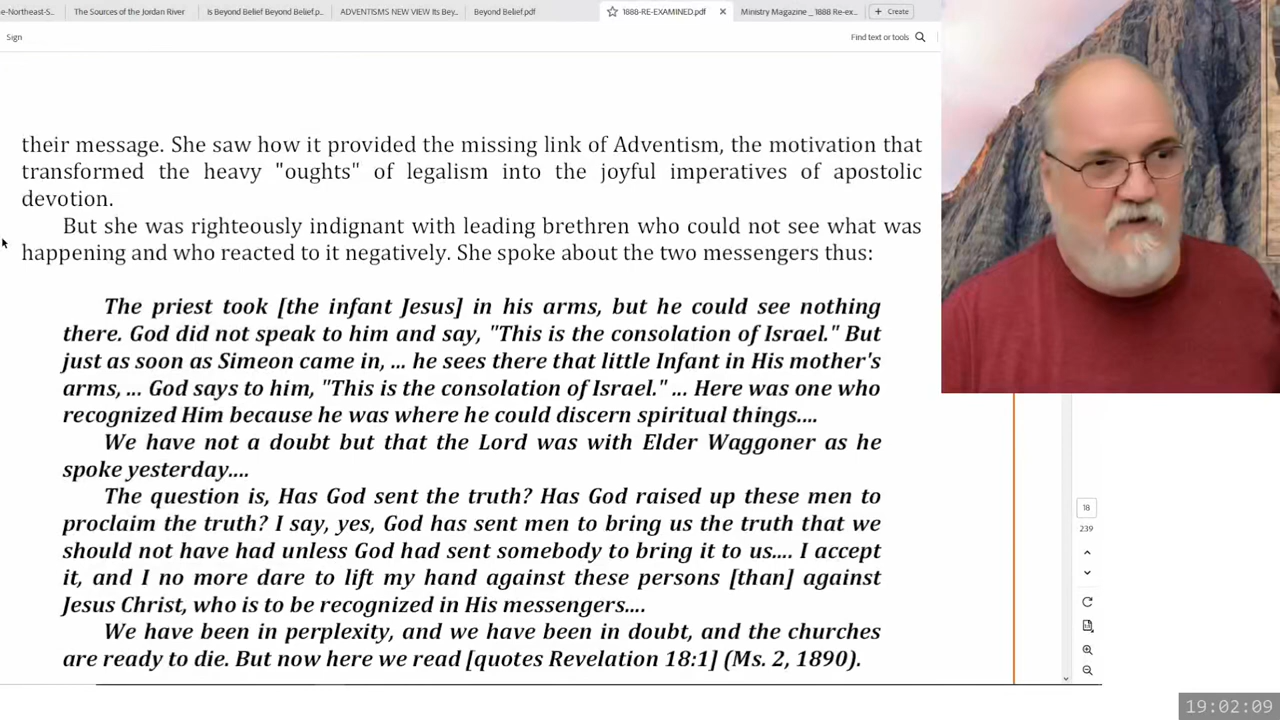 ne-Northeast-S... The Sources of the Jordan River is Beyond Belief Beyond Belief.p... ADVENTISMS NEW VIEW Its Bey... Beyond Belief.pdf 1888-RE-EXAMINED.pdf Ministry Magazine _ 1888 Re-ex... + Create
Sign Find text or tools
their message. She saw how it provided the missing link of Adventism, the motivation that
transformed the heavy "oughts" of legalism into the joyful imperatives of apostolic
devotion.
But she was righteously indignant with leading brethren who could not see what was
happening and who reacted to it negatively. She spoke about the two messengers thus:
The priest took [the infant Jesus] in his arms, but he could see nothing
there. God did not speak to him and say, "This is the consolation of Israel." But
just as soon as Simeon came in, ... he sees there that little Infant in His mother's
arms, ... God says to him, "This is the consolation of Israel." ... Here was one who
recognized Him because he was where he could discern spiritual things....
We have not a doubt but that the Lord was with Elder Waggoner as he
spoke yesterday....
The question is, Has God sent the truth? Has God raised up these men to
proclaim the truth? I say, yes, God has sent men to bring us the truth that we
should not have had unless God had sent somebody to bring it to us.... I accept
it, and I no more dare to lift my hand against these persons [than] against
Jesus Christ, who is to be recognized in His messengers....
We have been in perplexity, and we have been in doubt, and the churches
are ready to die. But now here we read [quotes Revelation 18:1] (Ms. 2, 1890).
18
239
19:02:09